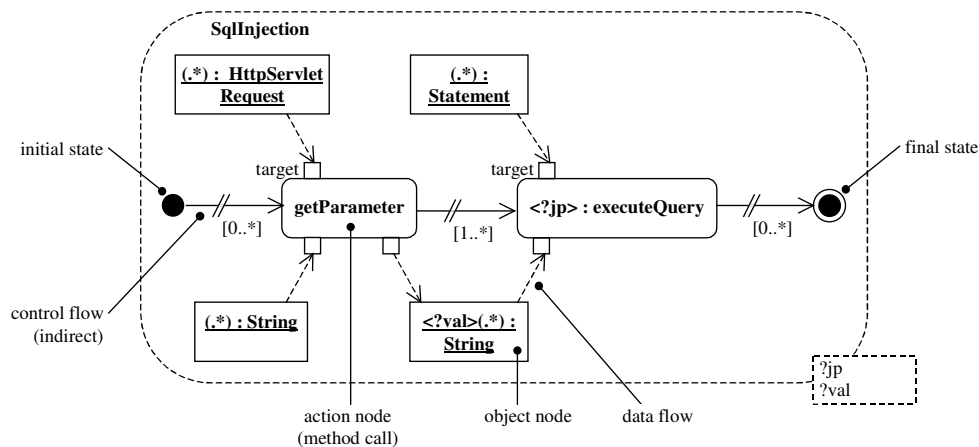 SqlInjection
(.*) : HttpServlet
Request
(.*) :
Statement
initial state
final state
target
target
getParameter
<?jp> : executeQuery
[0..*]
[1..*]
[0..*]
control flow
(indirect)
(.*) : String
<?val>(.*) :
String
?jp
?val
action node
(method call)
object node
data flow